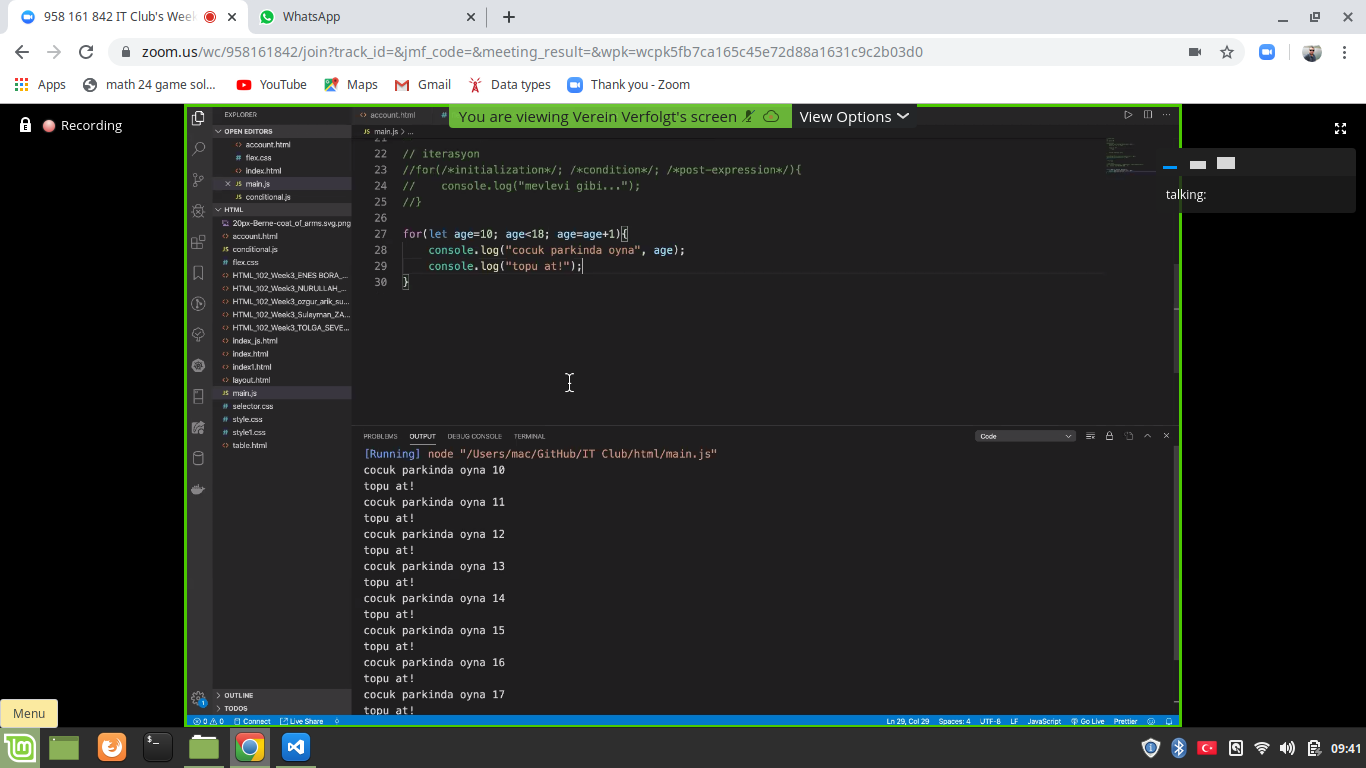 958 161 842 IT Club's Wee
WhatsApp
zoom.us/wc/958161842/join?track_id=&jmf_code=&meeting_result=&wpk=wcpk5fb7ca165c45e72d88a1631c9c2b03d0
Apps
math 24 game sol...
YouTube
Maps
Gmail
Data types
Thank you - Zoom
Recording
You are viewing Verein Verfolgt's screen
View Options
talking:
EXPLORER
OPEN EDITORS
account.html
flex.css
index.html
main.js
conditional.js
HTML
20px-Berne-coat_of_arms.svg.png
account.html
conditional.js
flex.css
HTML_102_Week3_ENES BORA_...
HTML_102_Week3_NURULLAH_...
HTML_102_Week3_ozgur_arik_su...
HTML_102_Week3_Suleyman_ZA...
HTML_102_Week3_TOLGA_SEVE...
index_js.html
index.html
index1.html
layout.html
main.js
selector.css
style.css
style1.css
table.html
OUTLINE
TODOS
account.html
main.js > ...
21
22 // iterasyon
23 //for(/*initialization*/; /*condition*/; /*post-expression*/){
24 //    console.log("mevlevi gibi...");
25 //}
26
27 for(let age=10; age<18; age=age+1){
28     console.log("cocuk parkinda oyna", age);
29     console.log("topu at!");
30 }
PROBLEMS
OUTPUT
DEBUG CONSOLE
TERMINAL
Code
[Running] node "/Users/mac/GitHub/IT Club/html/main.js"
cocuk parkinda oyna 10
topu at!
cocuk parkinda oyna 11
topu at!
cocuk parkinda oyna 12
topu at!
cocuk parkinda oyna 13
topu at!
cocuk parkinda oyna 14
topu at!
cocuk parkinda oyna 15
topu at!
cocuk parkinda oyna 16
topu at!
cocuk parkinda oyna 17
topu at!
0 0
Connect
Live Share
Ln 29, Col 29
Spaces: 4
UTF-8
LF
JavaScript
Go Live
Prettier
Menu
09:41